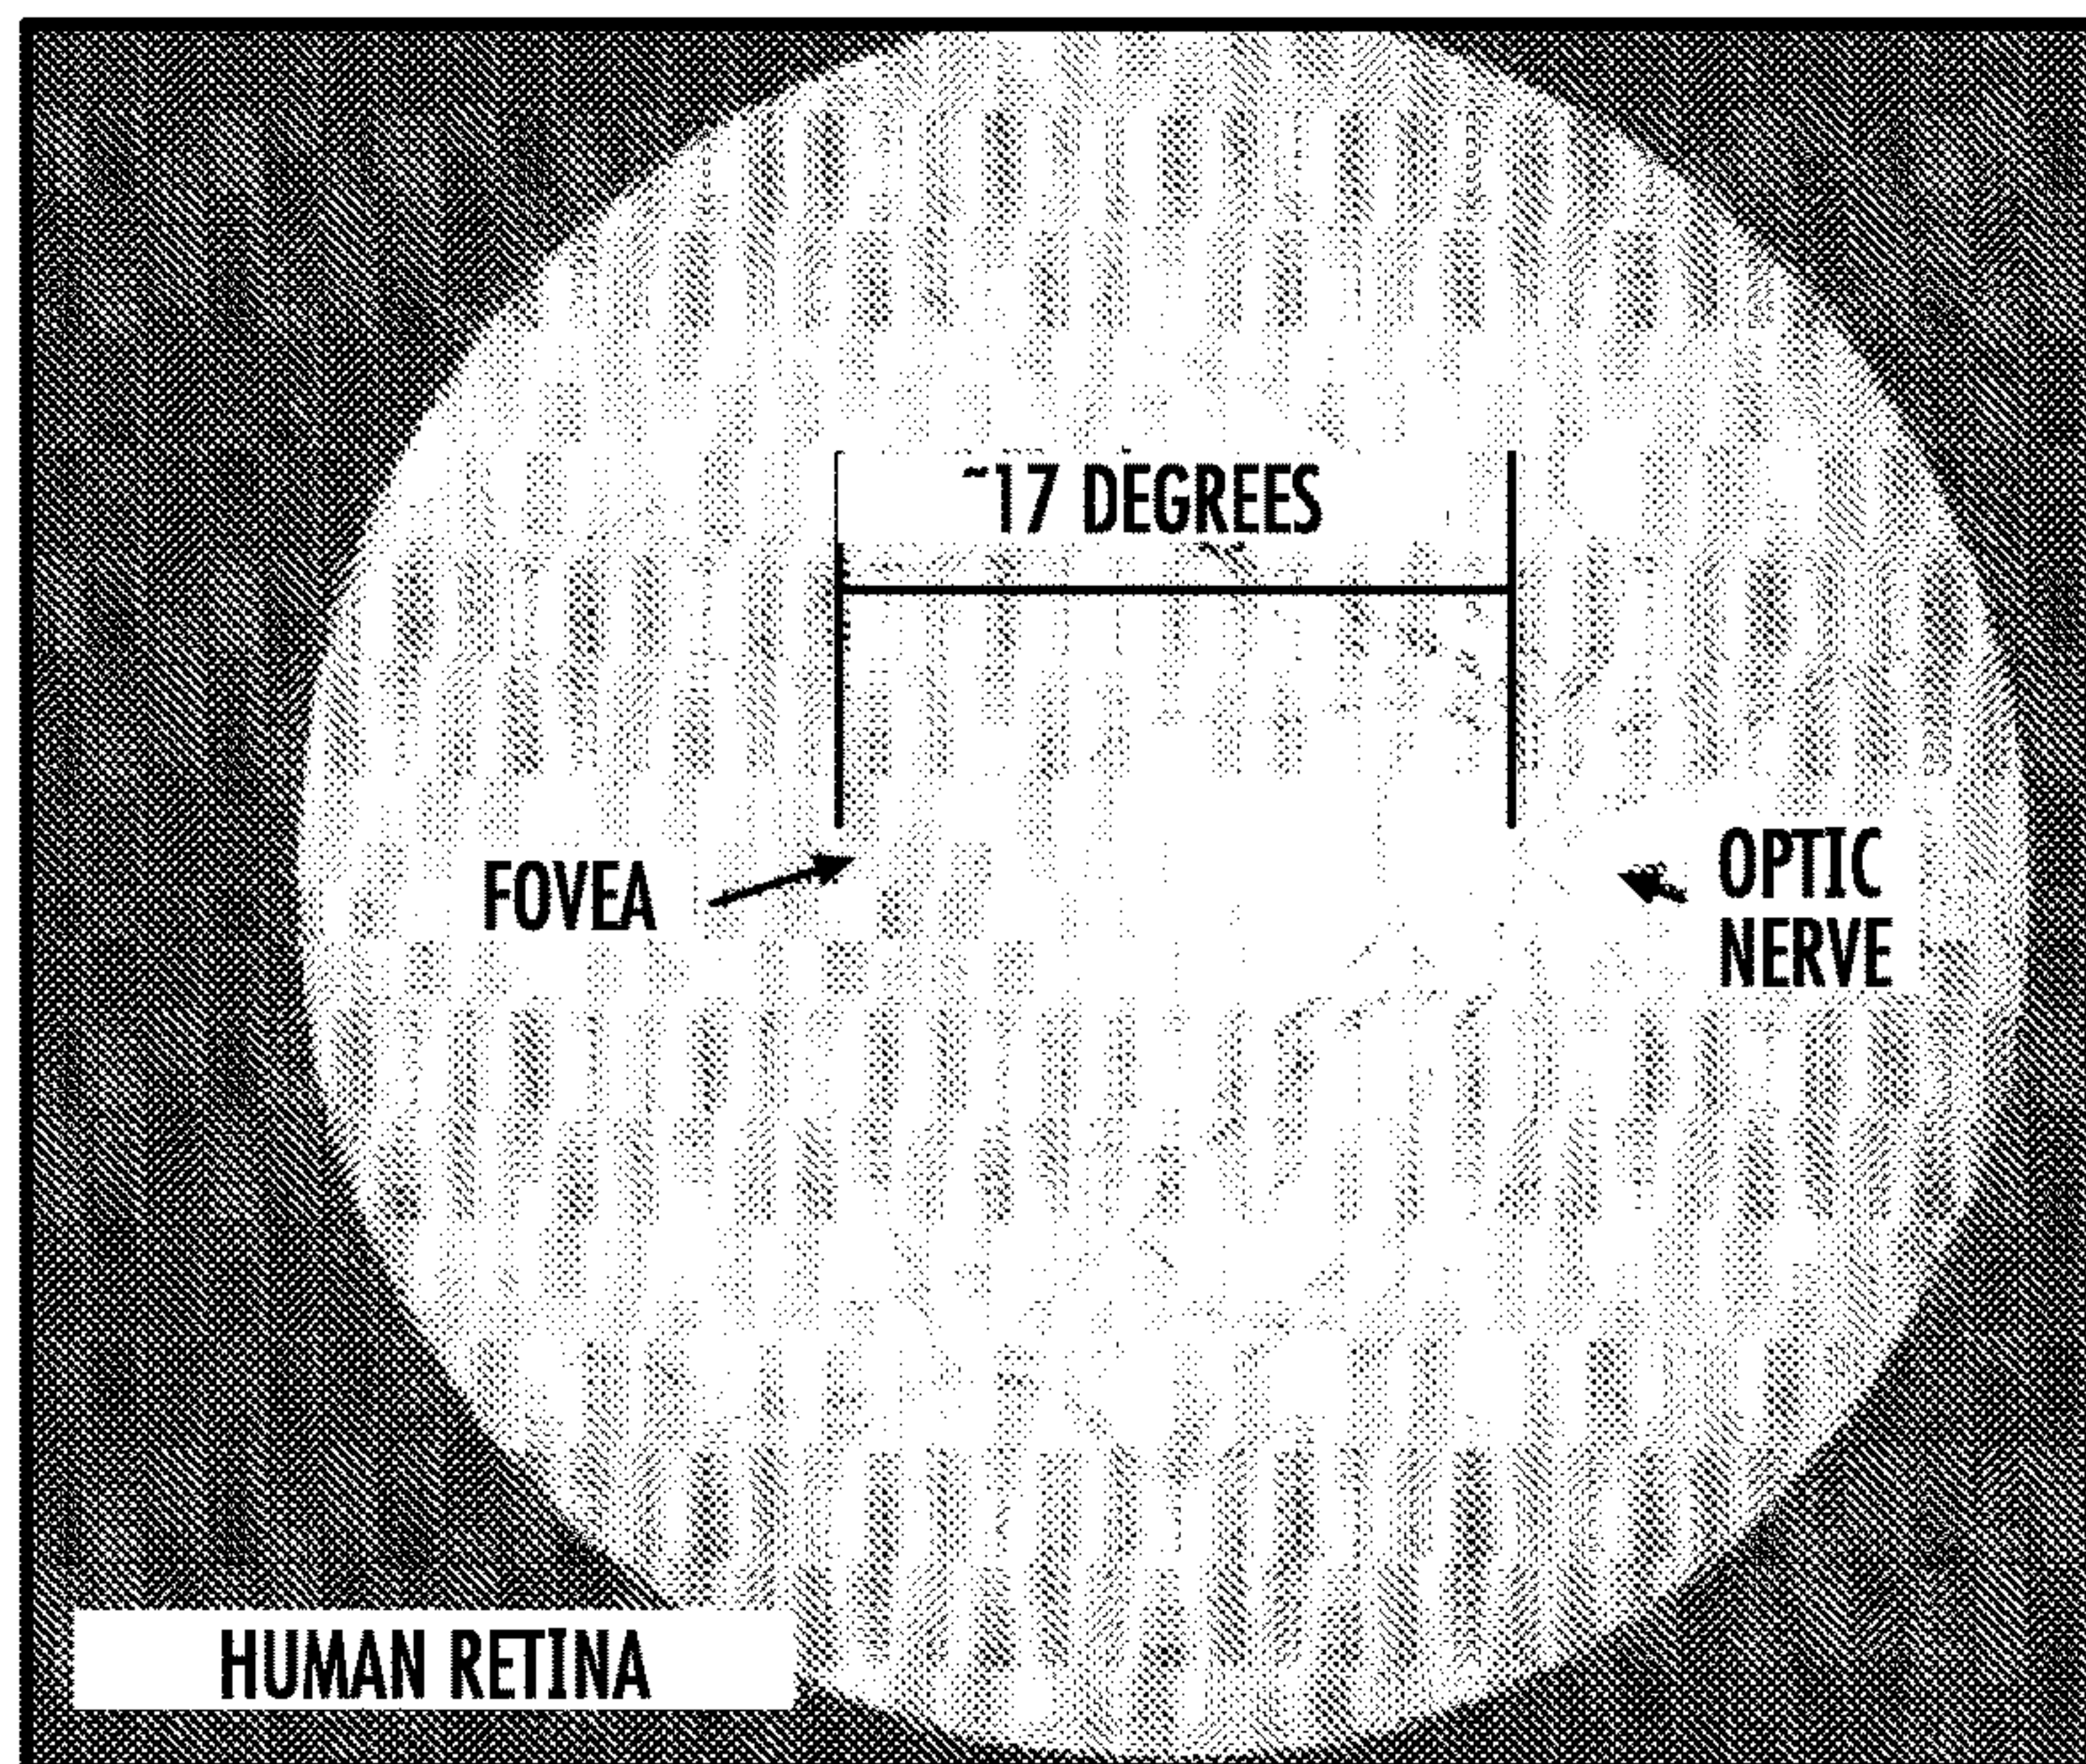 ~17 DEGREES
FOVEA
OPTIC
NERVE
HUMAN RETINA